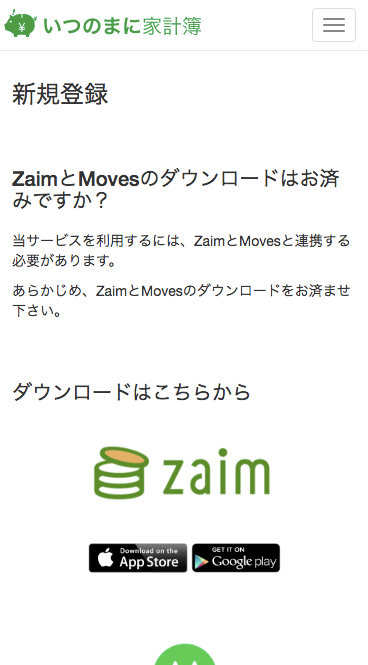 いつのまに家計簿
新規登録
ZaimとMovesのダウンロードはお済
みですか？
当サービスを利用するには、ZaimとMovesと連携する
必要があります。
あらかじめ、ZaimとMovesのダウンロードをお済ませ
下さい。
ダウンロードはこちらから
zaim
Download on the
App Store
GET IT ON
Google play